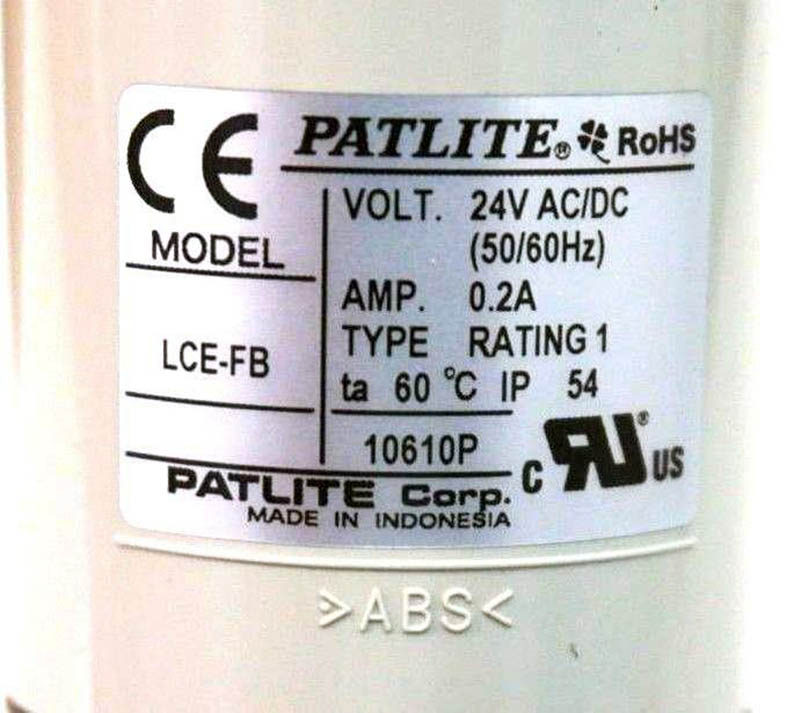 CE PATLITE® RoHS
MODEL
LCE-FB
VOLT. 24V AC/DC
(50/60Hz)
AMP. 0.2A
TYPE RATING 1
ta 60 °C IP 54
10610P
PATLITE Corp.
MADE IN INDONESIA
C RU® US
>ABS<